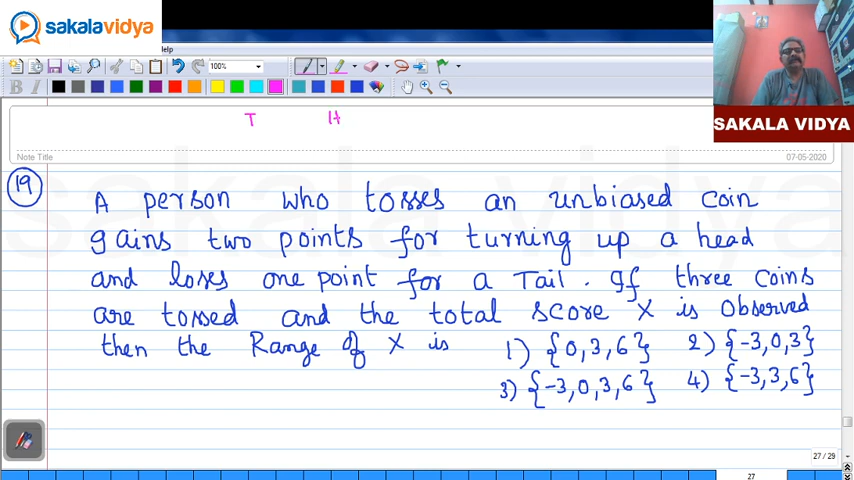 sakalavidya
Help
100%
SAKALA VIDYA
T H
Note Title
07-05-2020
19
A person who tosses an unbiased coin
gains two points for turning up a head
and loses one point for a Tail. If three coins
are tossed and the total score X is observed
then the Range of X is 1) {0,3,6} 2) {-3,0,3}
3) {-3,0,3,6} 4) {-3,3,6}
27 / 29
27